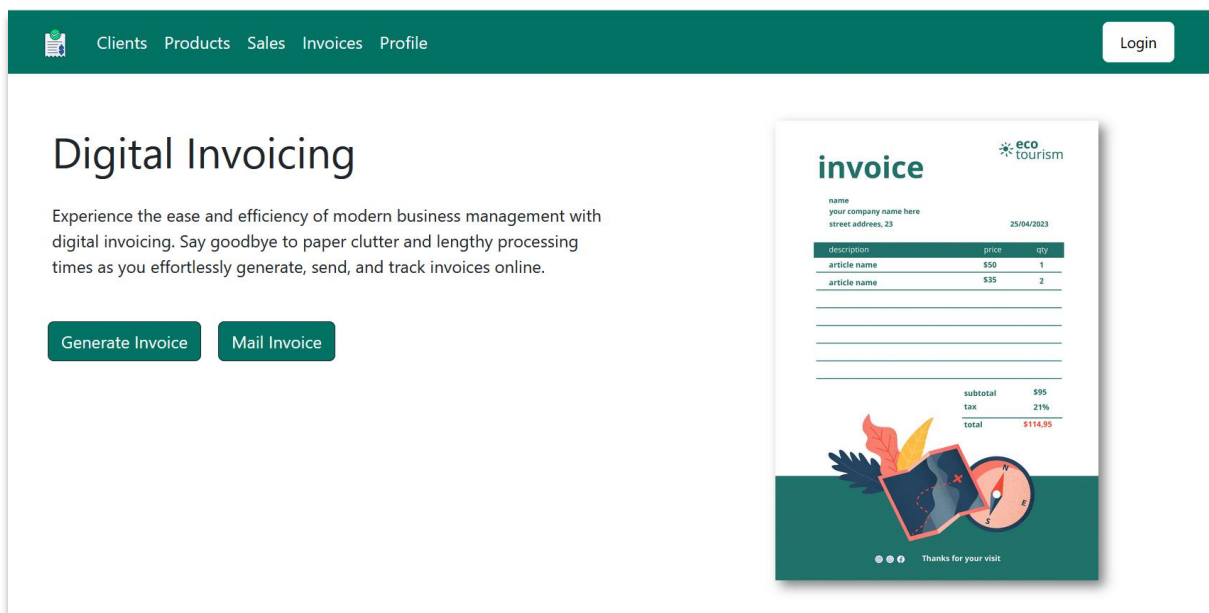 Clients Products Sales Invoices Profile
Login
Digital Invoicing
Experience the ease and efficiency of modern business management with
digital invoicing. Say goodbye to paper clutter and lengthy processing
times as you effortlessly generate, send, and track invoices online.
Generate Invoice Mail Invoice
eco
tourism
invoice
name
your company name here
street addrees, 23 25/04/2023
description price qty
article name $50 1
article name $35 2
subtotal $95
tax 21%
total $114,95
N
E
S
Thanks for your visit